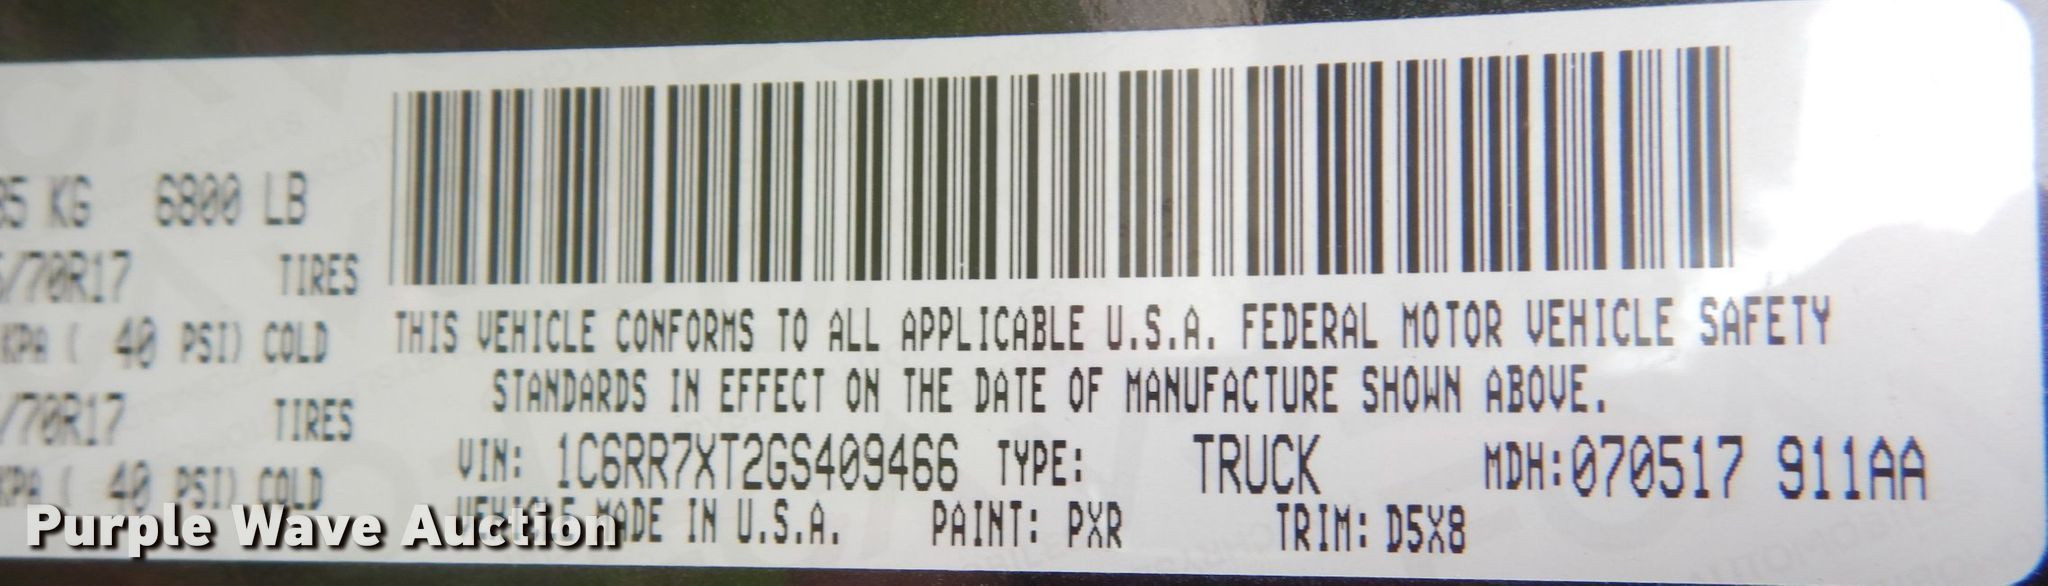 85 KG 6800 LB
/70R17 TIRES
KPA ( 40 PSI) COLD
/70R17 TIRES
KPA ( 40 PSI) COLD
THIS VEHICLE CONFORMS TO ALL APPLICABLE U.S.A. FEDERAL MOTOR VEHICLE SAFETY
STANDARDS IN EFFECT ON THE DATE OF MANUFACTURE SHOWN ABOVE.
VIN: 1C6RR7XT2GS409466 TYPE: TRUCK MDH:070517 911AA
VEHICLE MADE IN U.S.A. PAINT: PXR TRIM: D5X8
Purple Wave Auction